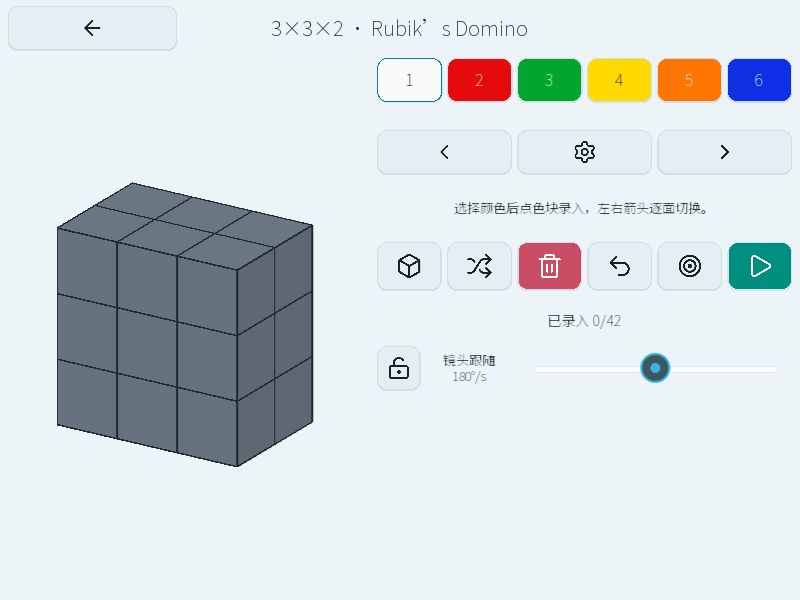 3×3×2 · Rubik’s Domino
1 2 3 4 5 6
选择颜色后点色块录入，左右箭头逐面切换。
已录入 0/42
镜头跟随
180°/s